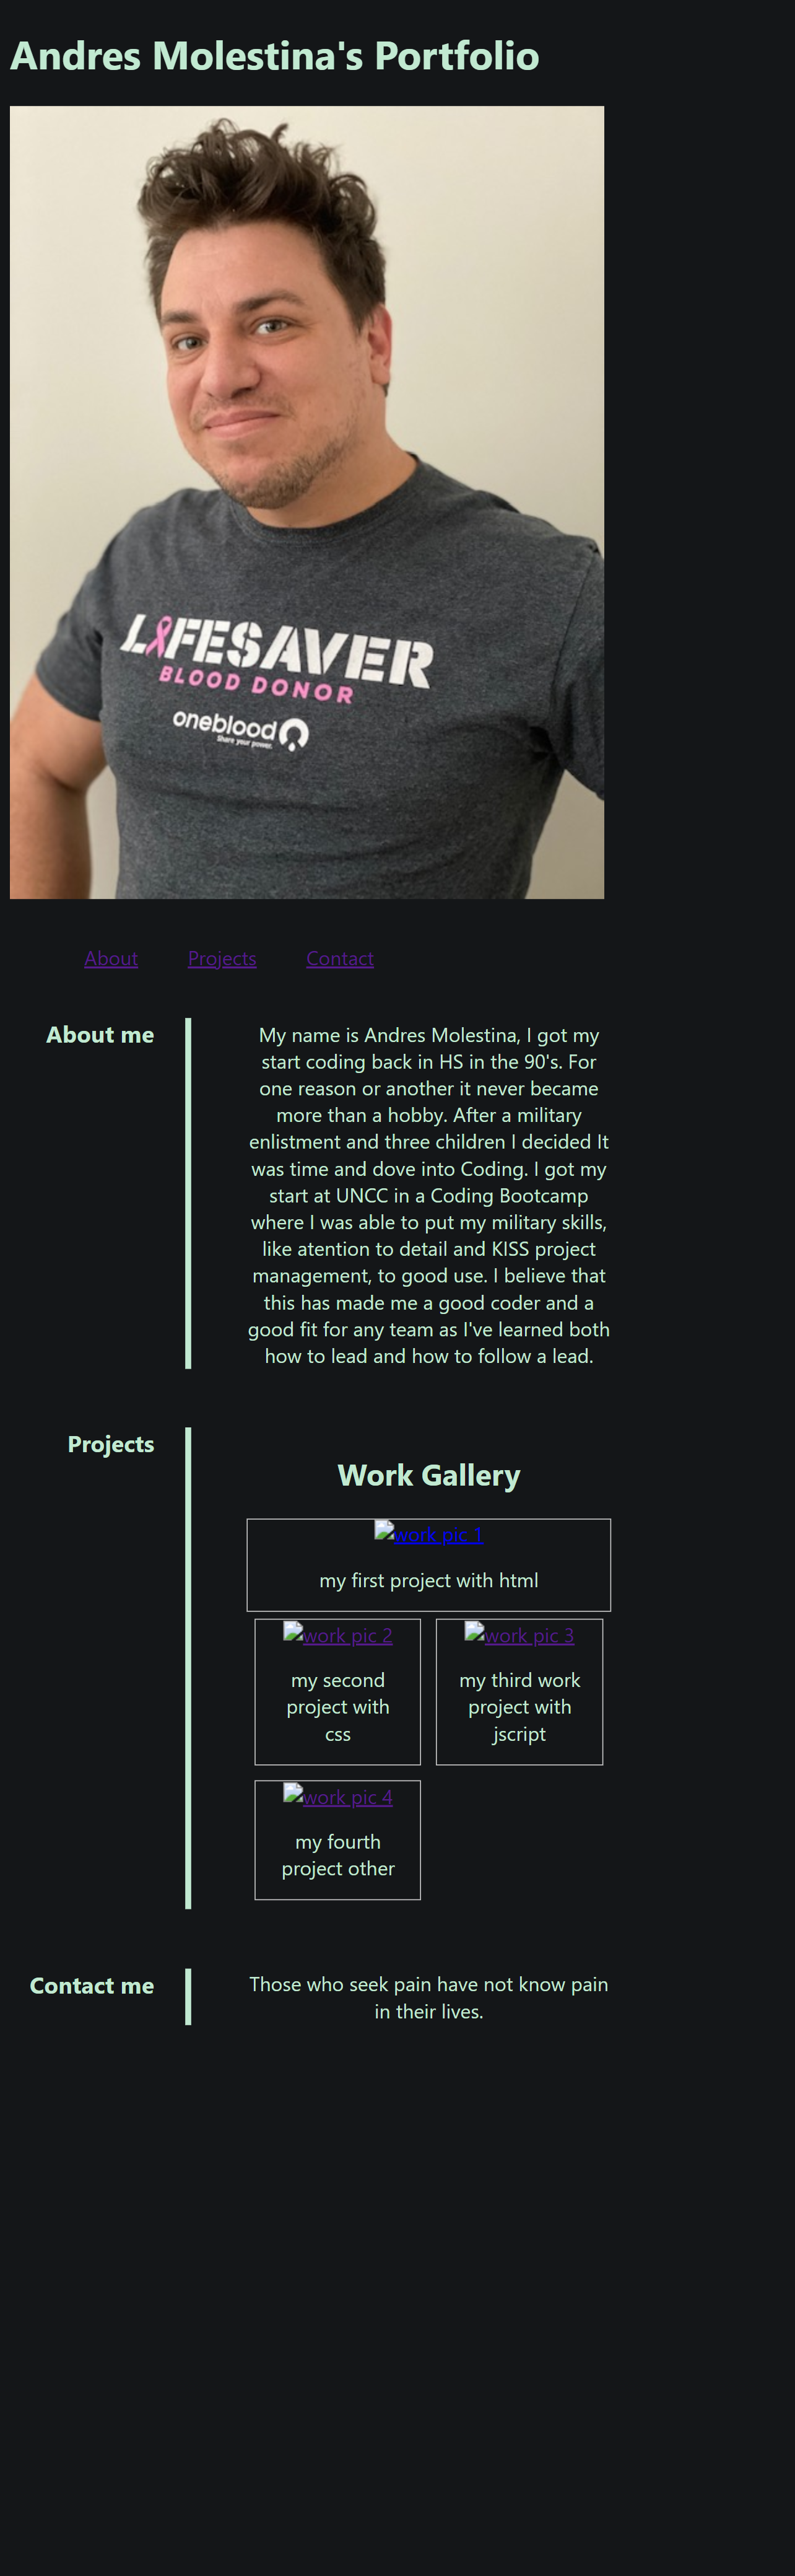 Andres Molestina's Portfolio
LIFESAVER
BLOOD DONOR
oneblood
Share your power.
About Projects Contact
About me
My name is Andres Molestina, I got my
start coding back in HS in the 90's. For
one reason or another it never became
more than a hobby. After a military
enlistment and three children I decided It
was time and dove into Coding. I got my
start at UNCC in a Coding Bootcamp
where I was able to put my military skills,
like atention to detail and KISS project
management, to good use. I believe that
this has made me a good coder and a
good fit for any team as I've learned both
how to lead and how to follow a lead.
Projects
Work Gallery
work pic 1
my first project with html
work pic 2
my second
project with
css
work pic 3
my third work
project with
jscript
work pic 4
my fourth
project other
Contact me
Those who seek pain have not know pain
in their lives.